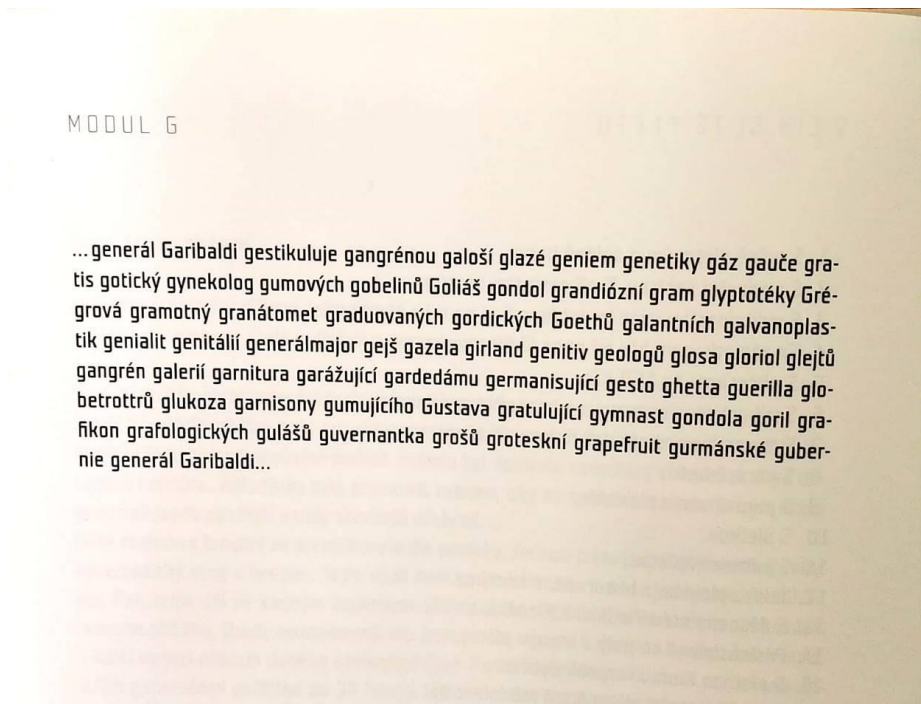 MODUL G
...generál Garibaldi gestikuluje gangrénou galoší glazé geniem genetiky gáz gauče gra-
tis gotický gynekolog gumových gobelinů Goliáš gondol grandiózní gram glyptotéky Gré-
grová gramotný granátomet graduovaných gordických Goethů galantních galvanoplas-
tik genialit genitálií generálmajor gejš gazela girland genitiv geologů glosa gloriol glejtů
gangrén galerií garnitura garážující gardedámu germanisující gesto ghetta guerilla glo-
betrottrů glukoza garnisony gumujícího Gustava gratulující gymnast gondola goril gra-
fikon grafologických gulášů guvernantka grošů groteskní grapefruit gurmánské guber-
nie generál Garibaldi...